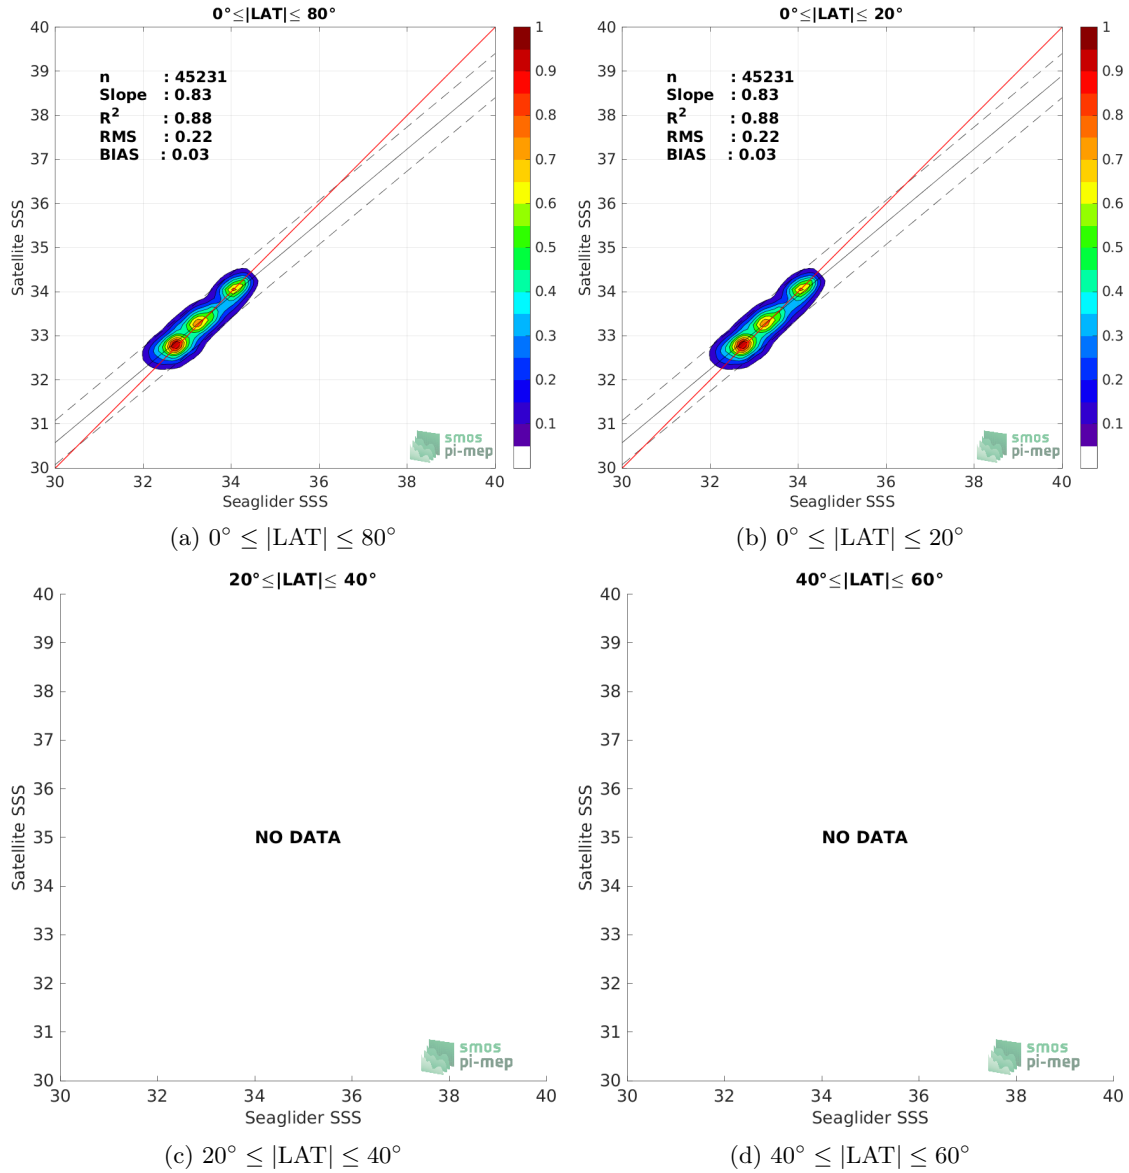 0°≤|LAT|≤ 80°
40
39
38
37
36
35
34
33
32
31
30
Satellite SSS
n : 45231
Slope : 0.83
R² : 0.88
RMS : 0.22
BIAS : 0.03
smos
pi-mep
30 32 34 36 38 40
Seaglider SSS
1
0.9
0.8
0.7
0.6
0.5
0.4
0.3
0.2
0.1
(a) 0° ≤ |LAT| ≤ 80°
0°≤|LAT|≤ 20°
40
39
38
37
36
35
34
33
32
31
30
Satellite SSS
n : 45231
Slope : 0.83
R² : 0.88
RMS : 0.22
BIAS : 0.03
smos
pi-mep
30 32 34 36 38 40
Seaglider SSS
1
0.9
0.8
0.7
0.6
0.5
0.4
0.3
0.2
0.1
(b) 0° ≤ |LAT| ≤ 20°
20°≤|LAT|≤ 40°
40
39
38
37
36
35
34
33
32
31
30
Satellite SSS
NO DATA
smos
pi-mep
30 32 34 36 38 40
Seaglider SSS
(c) 20° ≤ |LAT| ≤ 40°
40°≤|LAT|≤ 60°
40
39
38
37
36
35
34
33
32
31
30
Satellite SSS
NO DATA
smos
pi-mep
30 32 34 36 38 40
Seaglider SSS
(d) 40° ≤ |LAT| ≤ 60°